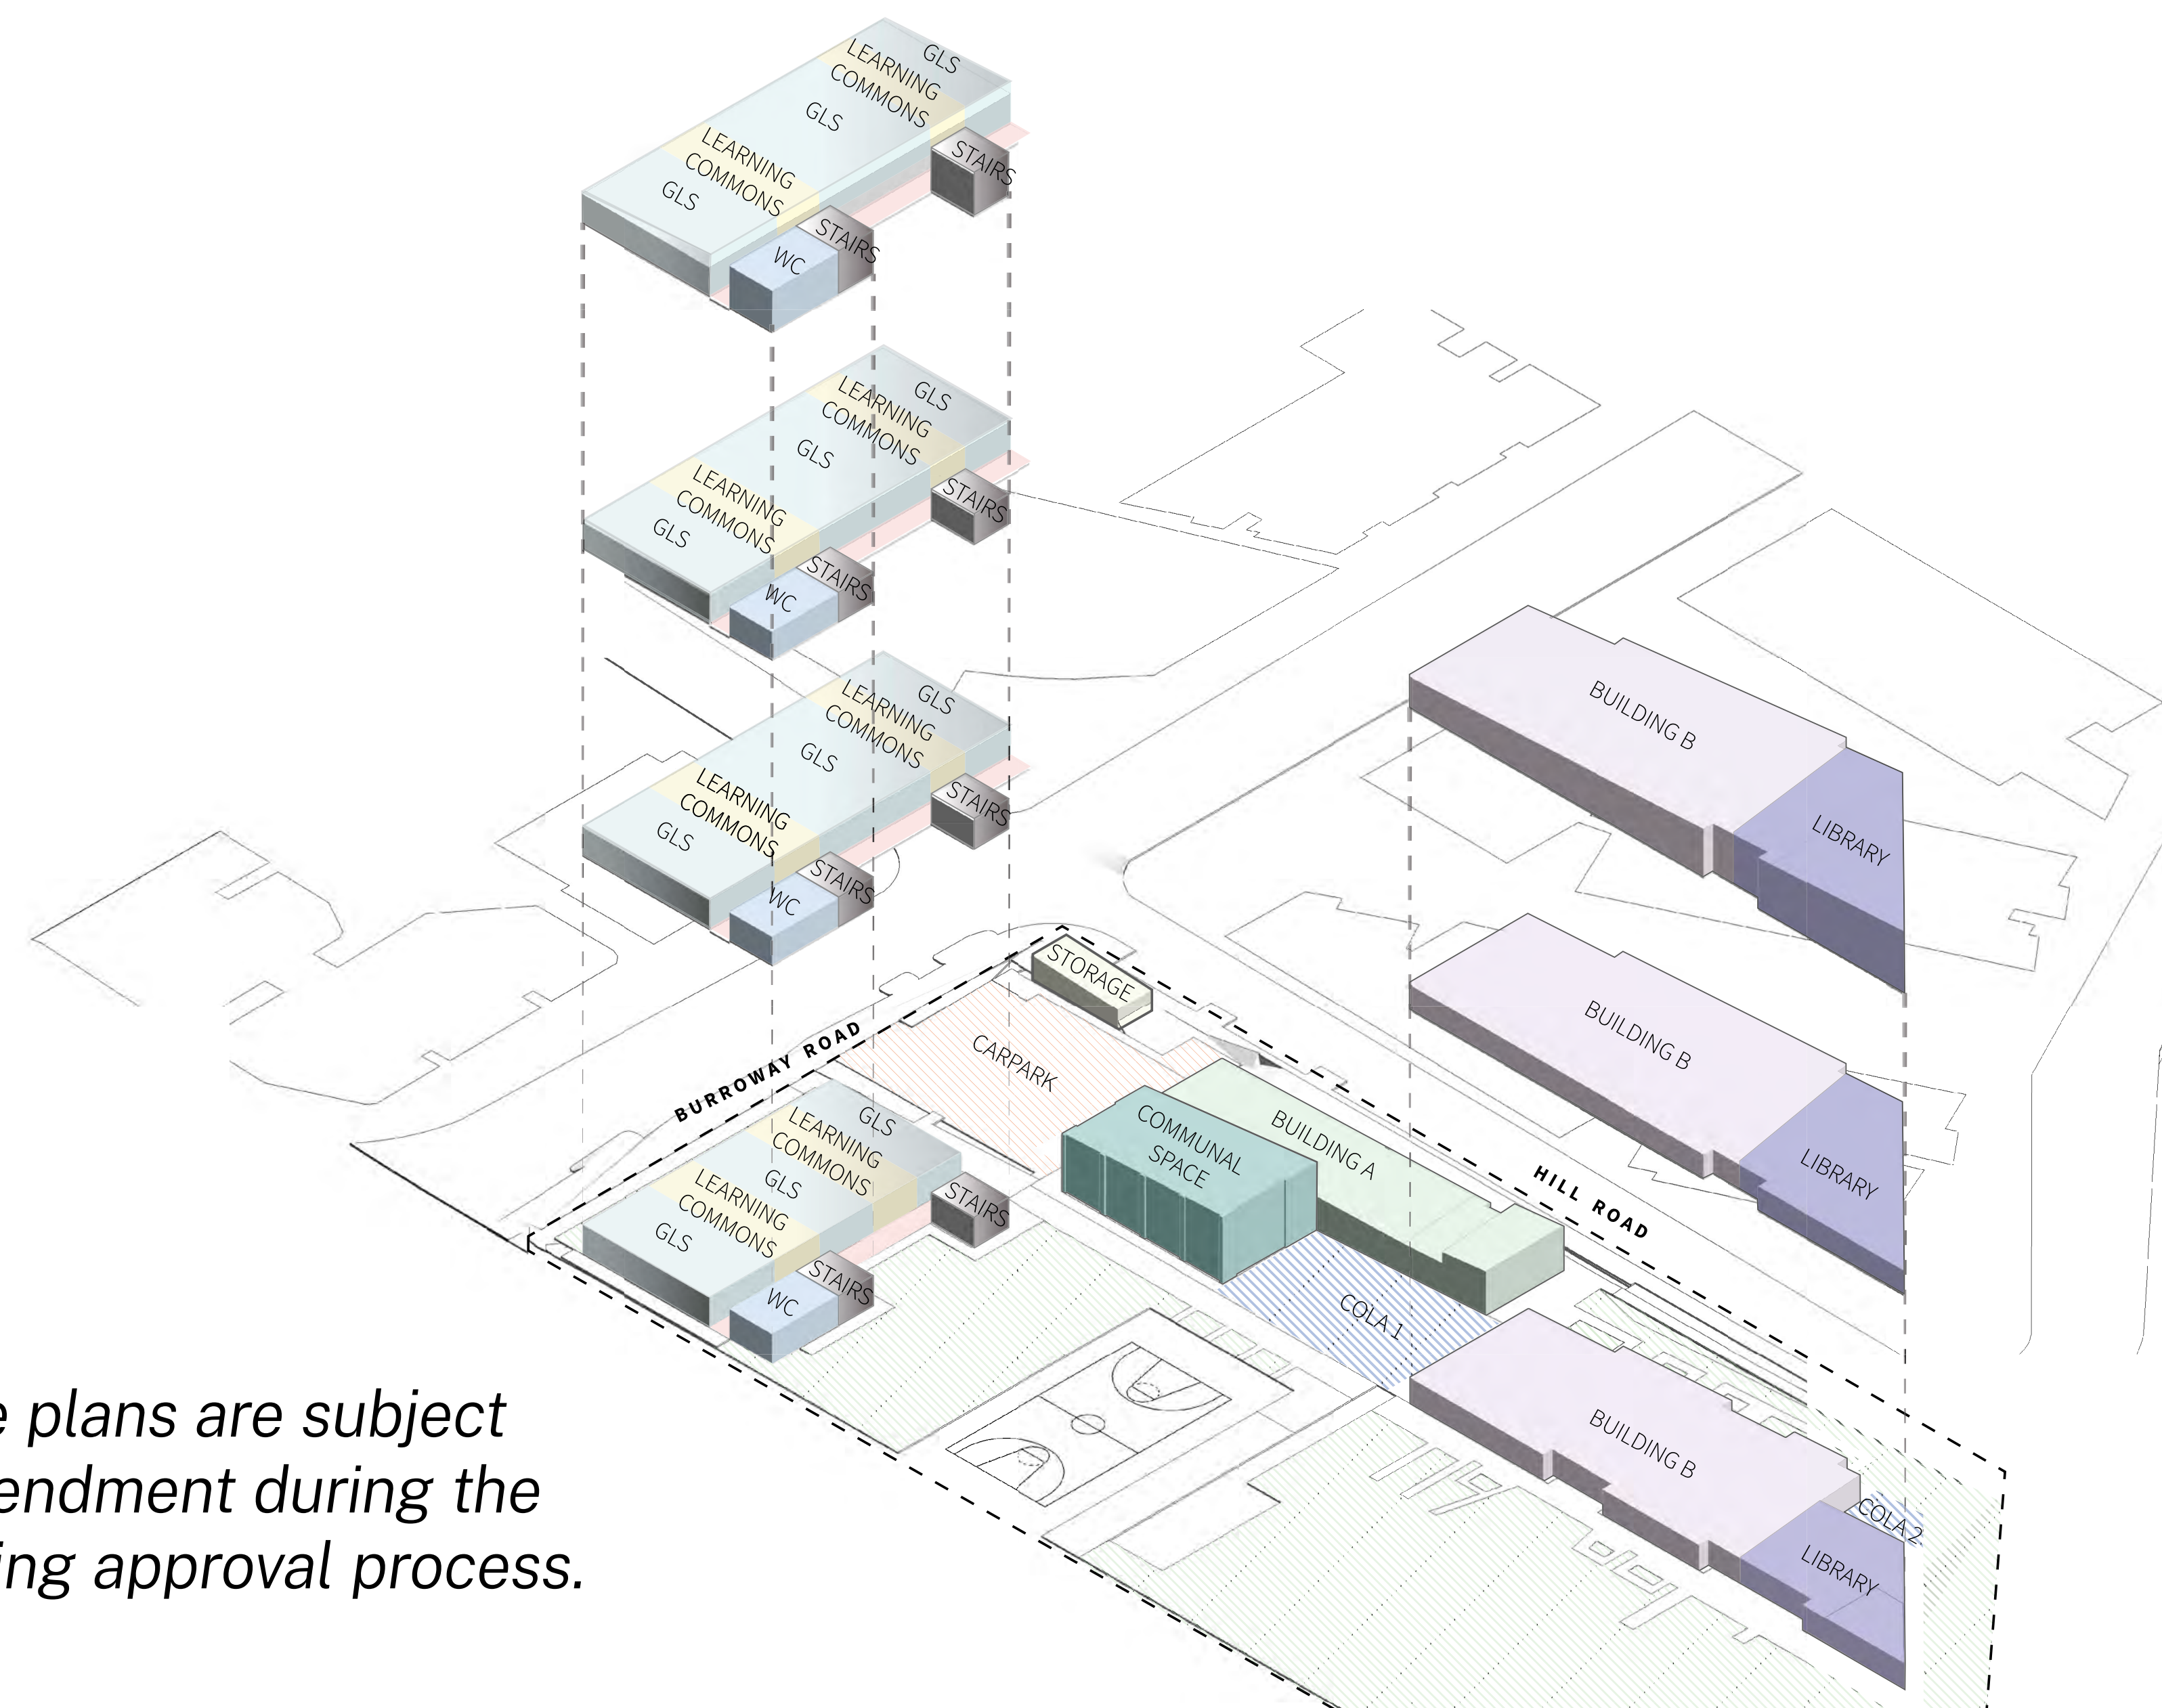 GLS
LEARNING
COMMONS
GLS
LEARNING
COMMONS
GLS
STAIRS
STAIRS
WC
GLS
LEARNING
COMMONS
GLS
LEARNING
COMMONS
GLS
STAIRS
STAIRS
WC
GLS
LEARNING
COMMONS
GLS
LEARNING
COMMONS
GLS
STAIRS
STAIRS
WC
BUILDING B
LIBRARY
BUILDING B
LIBRARY
STORAGE
CARPARK
BURROWAY ROAD
GLS
LEARNING
COMMONS
GLS
LEARNING
COMMONS
GLS
STAIRS
STAIRS
WC
COMMUNAL
SPACE
BUILDING A
HILL ROAD
COLA 1
BUILDING B
COLA 2
LIBRARY
plans are subject
during the
approval process.